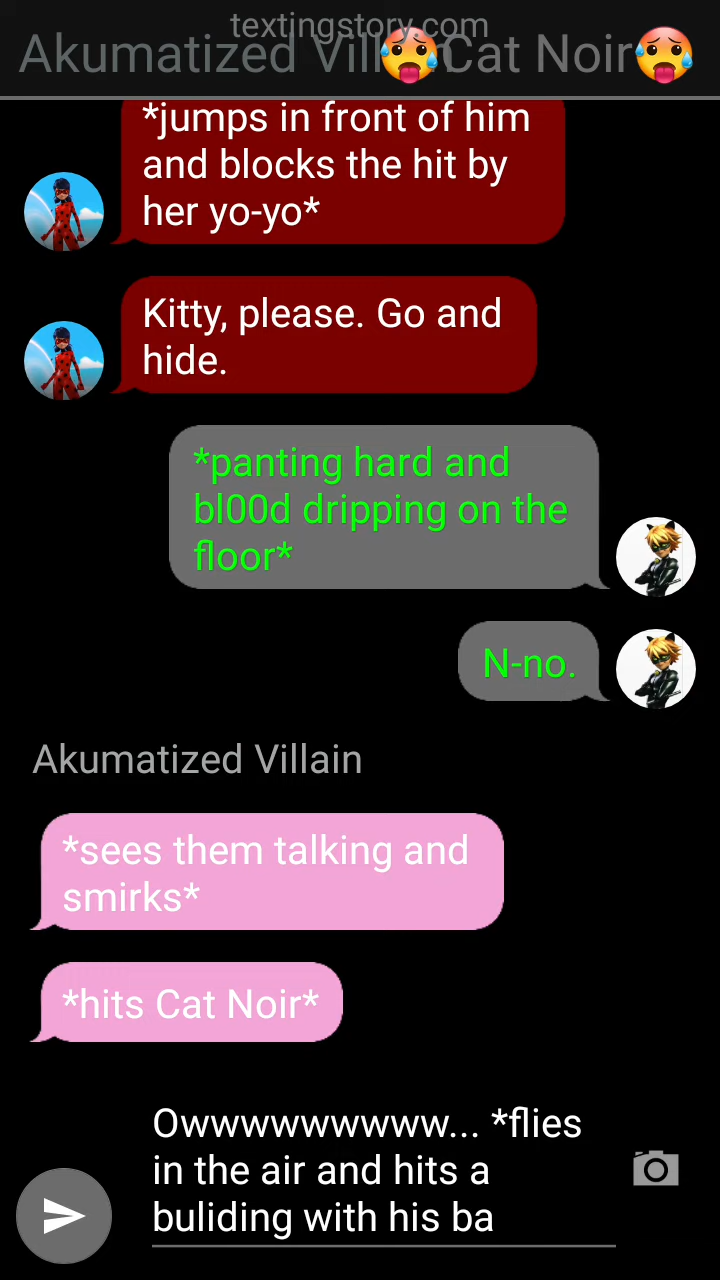 textingstory.com
Akumatized Vill🥵Cat Noir🥵
*jumps in front of him
and blocks the hit by
her yo-yo*
Kitty, please. Go and
hide.
*panting hard and
bl00d dripping on the
floor*
N-no.
Akumatized Villain
*sees them talking and
smirks*
*hits Cat Noir*
Owwwwwwwww... *flies
in the air and hits a
buliding with his ba